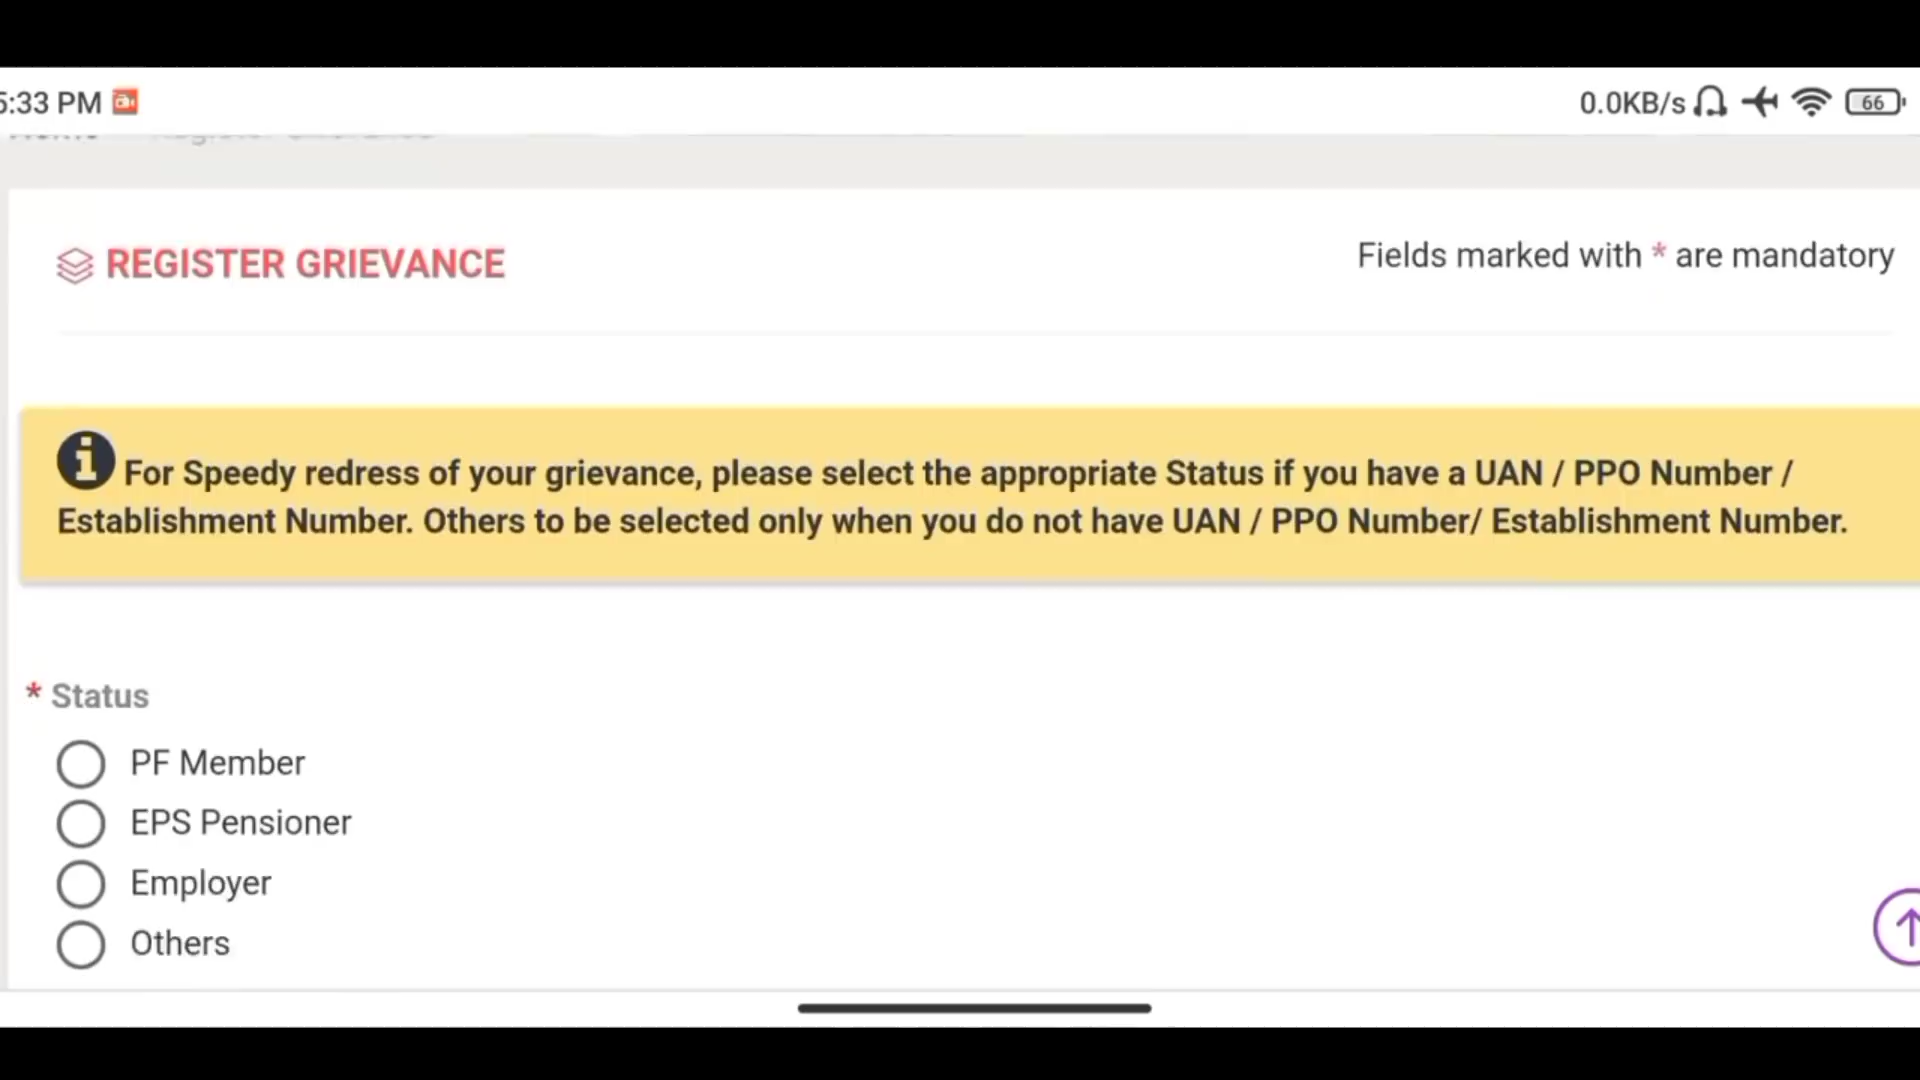 5:33 PM
0.0KB/s
66
REGISTER GRIEVANCE
Fields marked with * are mandatory
For Speedy redress of your grievance, please select the appropriate Status if you have a UAN / PPO Number /
Establishment Number. Others to be selected only when you do not have UAN / PPO Number/ Establishment Number.
* Status
PF Member
EPS Pensioner
Employer
Others